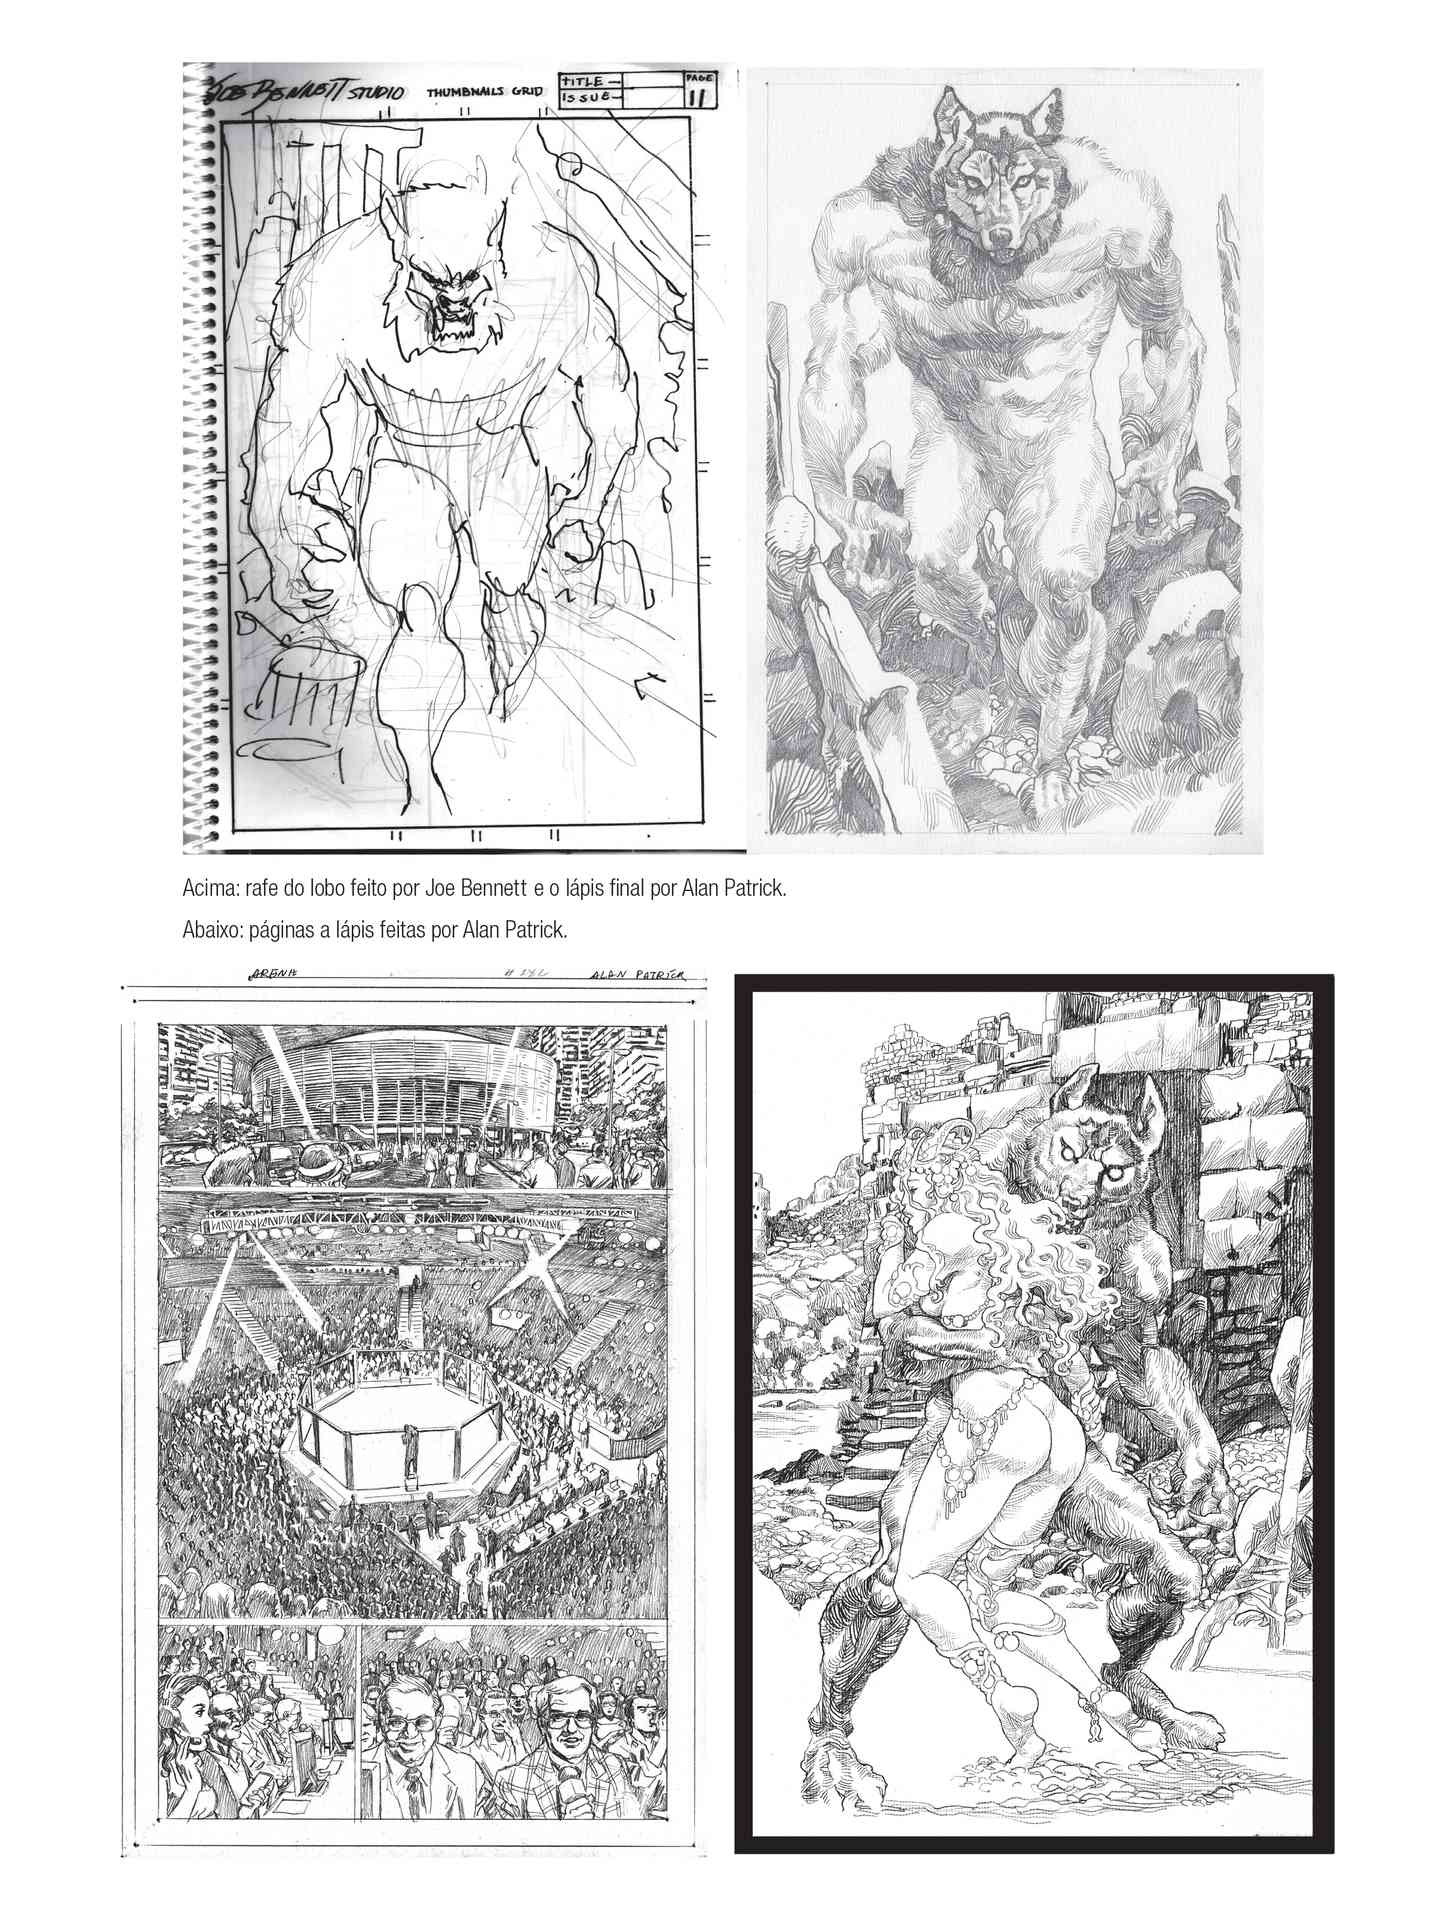 JOE BENNETT STUDIO THUMBNAILS GRID TITLE PAGE
ISSUE 11
Acima: rafe do lobo feito por Joe Bennett e o lápis final por Alan Patrick.
Abaixo: páginas a lápis feitas por Alan Patrick.
ARENA ALAN PATRICK